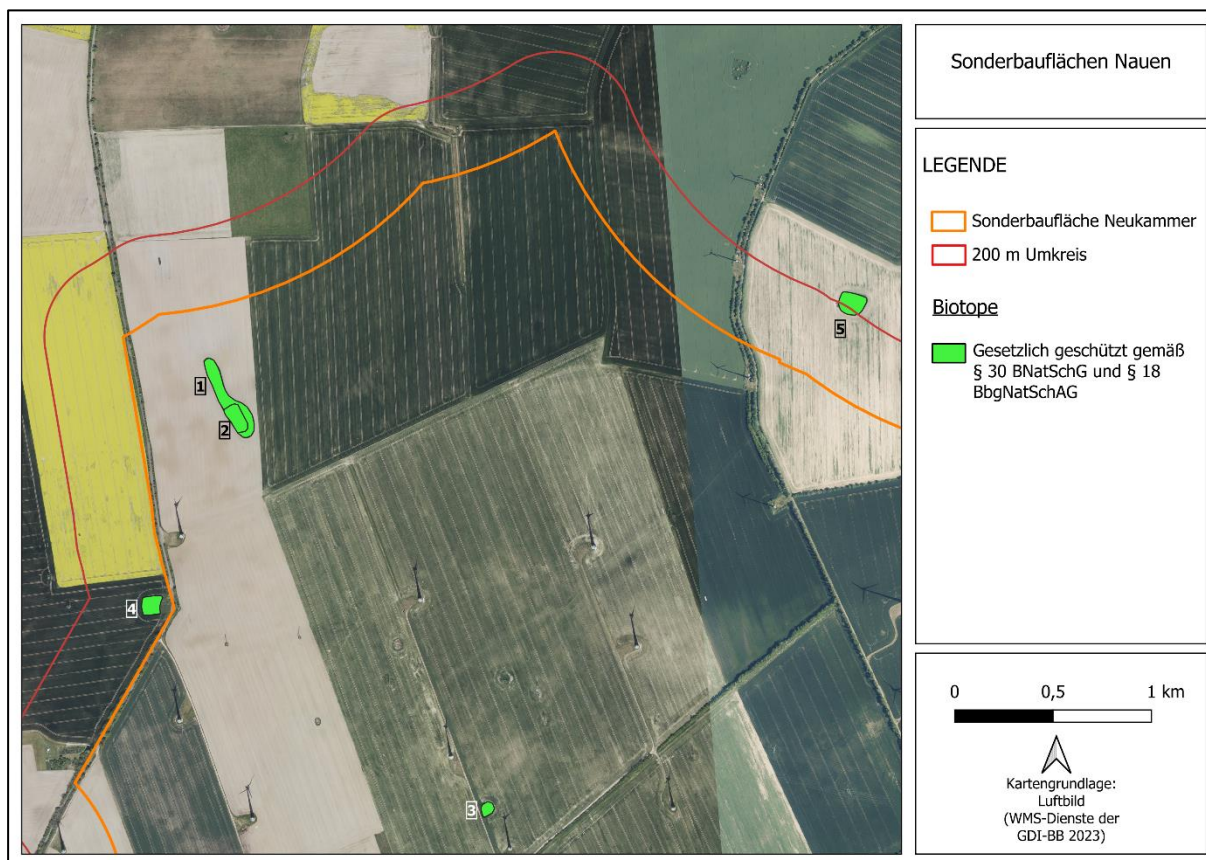 Sonderbauflächen Nauen
LEGENDE
Sonderbaufläche Neukammer
200 m Umkreis
Biotope
Gesetzlich geschützt gemäß
§ 30 BNatSchG und § 18
BbgNatSchAG
0 0,5 1 km
Kartengrundlage:
Luftbild
(WMS-Dienste der
GDI-BB 2023)
1
2
3
4
5